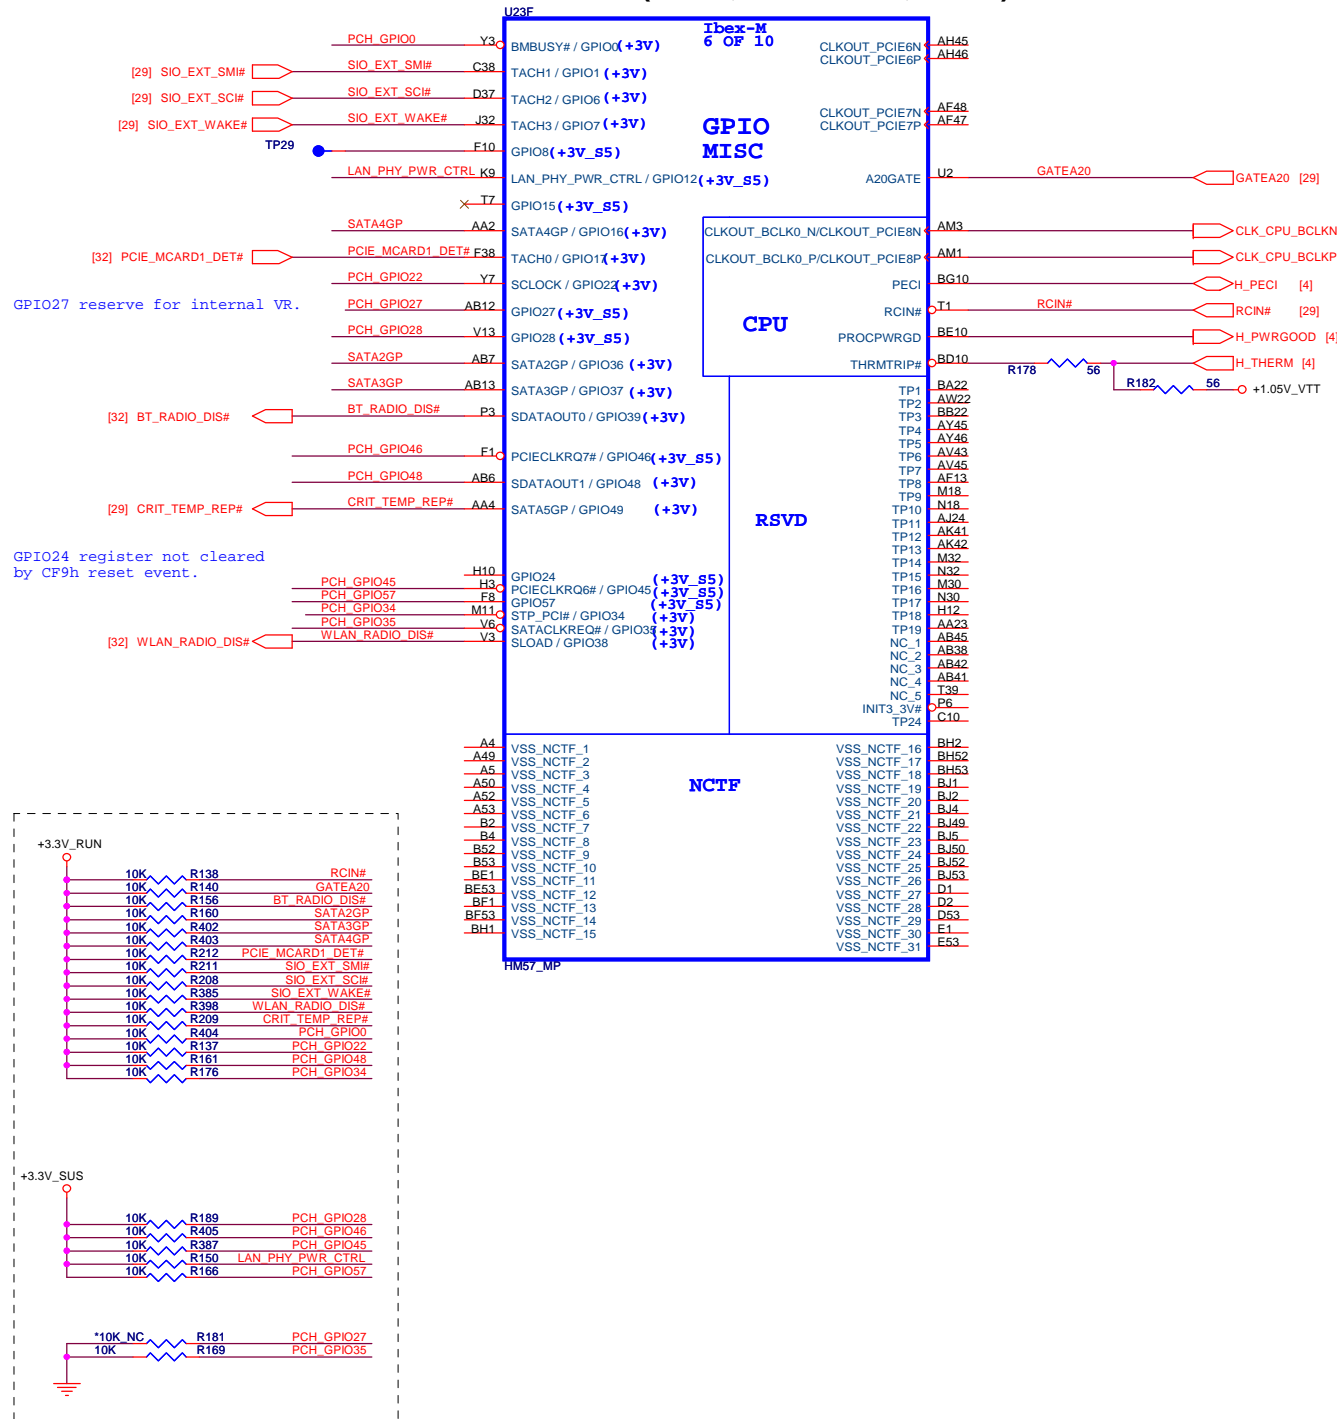 U23F
Ibex-M
6 OF 10
GPIO
MISC
CPU
RSVD
NCTF
HM57_MP
PCH_GPIO0 Y3 BMBUSY# / GPIO0 (+3V)
[29] SIO_EXT_SMI# SIO_EXT_SMI# C38 TACH1 / GPIO1 (+3V)
[29] SIO_EXT_SCI# SIO_EXT_SCI# D37 TACH2 / GPIO6 (+3V)
[29] SIO_EXT_WAKE# SIO_EXT_WAKE# J32 TACH3 / GPIO7 (+3V)
TP29 F10 GPIO8 (+3V_S5)
LAN_PHY_PWR_CTRL K9 LAN_PHY_PWR_CTRL / GPIO12 (+3V_S5)
T7 GPIO15 (+3V_S5)
SATA4GP AA2 SATA4GP / GPIO16 (+3V)
[32] PCIE_MCARD1_DET# PCIE_MCARD1_DET# F38 TACH0 / GPIO17 (+3V)
PCH_GPIO22 Y7 SCLOCK / GPIO22 (+3V)
GPIO27 reserve for internal VR.
PCH_GPIO27 AB12 GPIO27 (+3V_S5)
PCH_GPIO28 V13 GPIO28 (+3V_S5)
SATA2GP AB7 SATA2GP / GPIO36 (+3V)
SATA3GP AB13 SATA3GP / GPIO37 (+3V)
[32] BT_RADIO_DIS# BT_RADIO_DIS# P3 SDATAOUT0 / GPIO39 (+3V)
PCH_GPIO46 F1 PCIECLKRQ7# / GPIO46 (+3V_S5)
PCH_GPIO48 AB6 SDATAOUT1 / GPIO48 (+3V)
[29] CRIT_TEMP_REP# CRIT_TEMP_REP# AA4 SATA5GP / GPIO49 (+3V)
GPIO24 register not cleared
by CF9h reset event.
H10 GPIO24 (+3V_S5)
PCH_GPIO45 H3 PCIECLKRQ6# / GPIO45 (+3V_S5)
PCH_GPIO57 F8 GPIO57 (+3V_S5)
PCH_GPIO34 M11 STP_PCI# / GPIO34 (+3V)
PCH_GPIO35 V6 SATACLKREQ# / GPIO35 (+3V)
[32] WLAN_RADIO_DIS# WLAN_RADIO_DIS# V3 SLOAD / GPIO38 (+3V)
CLKOUT_PCIE6N AH45
CLKOUT_PCIE6P AH46
CLKOUT_PCIE7N AF48
CLKOUT_PCIE7P AF47
A20GATE U2 GATEA20 GATEA20 [29]
CLKOUT_BCLK0_N/CLKOUT_PCIE8N AM3 CLK_CPU_BCLKN
CLKOUT_BCLK0_P/CLKOUT_PCIE8P AM1 CLK_CPU_BCLKP
PECI BG10 H_PECI [4]
RCIN# T1 RCIN# RCIN# [29]
PROCPWRGD BE10 H_PWRGOOD [4]
THRMTRIP# BD10 R178 56 H_THERM [4]
R182 56 +1.05V_VTT
TP1 BA22
TP2 AW22
TP3 BB22
TP4 AY45
TP5 AY46
TP6 AV43
TP7 AV45
TP8 AF13
TP9 M18
TP10 N18
TP11 AJ24
TP12 AK41
TP13 AK42
TP14 M32
TP15 N32
TP16 M30
TP17 N30
TP18 H12
TP19 AA23
NC_1 AB45
NC_2 AB38
NC_3 AB42
NC_4 AB41
NC_5 T39
INIT3_3V# P6
TP24 C10
A4 VSS_NCTF_1
A49 VSS_NCTF_2
A5 VSS_NCTF_3
A50 VSS_NCTF_4
A52 VSS_NCTF_5
A53 VSS_NCTF_6
B2 VSS_NCTF_7
B4 VSS_NCTF_8
B52 VSS_NCTF_9
B53 VSS_NCTF_10
BE1 VSS_NCTF_11
BE53 VSS_NCTF_12
BF1 VSS_NCTF_13
BF53 VSS_NCTF_14
BH1 VSS_NCTF_15
VSS_NCTF_16 BH2
VSS_NCTF_17 BH52
VSS_NCTF_18 BH53
VSS_NCTF_19 BJ1
VSS_NCTF_20 BJ2
VSS_NCTF_21 BJ4
VSS_NCTF_22 BJ49
VSS_NCTF_23 BJ5
VSS_NCTF_24 BJ50
VSS_NCTF_25 BJ52
VSS_NCTF_26 BJ53
VSS_NCTF_27 D1
VSS_NCTF_28 D2
VSS_NCTF_29 D53
VSS_NCTF_30 E1
VSS_NCTF_31 E53
+3.3V_RUN
10K R138 RCIN#
10K R140 GATEA20
10K R156 BT_RADIO_DIS#
10K R160 SATA2GP
10K R402 SATA3GP
10K R403 SATA4GP
10K R212 PCIE_MCARD1_DET#
10K R211 SIO_EXT_SMI#
10K R208 SIO_EXT_SCI#
10K R385 SIO_EXT_WAKE#
10K R398 WLAN_RADIO_DIS#
10K R209 CRIT_TEMP_REP#
10K R404 PCH_GPIO0
10K R137 PCH_GPIO22
10K R161 PCH_GPIO48
10K R176 PCH_GPIO34
+3.3V_SUS
10K R189 PCH_GPIO28
10K R405 PCH_GPIO46
10K R387 PCH_GPIO45
10K R150 LAN_PHY_PWR_CTRL
10K R166 PCH_GPIO57
*10K_NC R181 PCH_GPIO27
10K R169 PCH_GPIO35